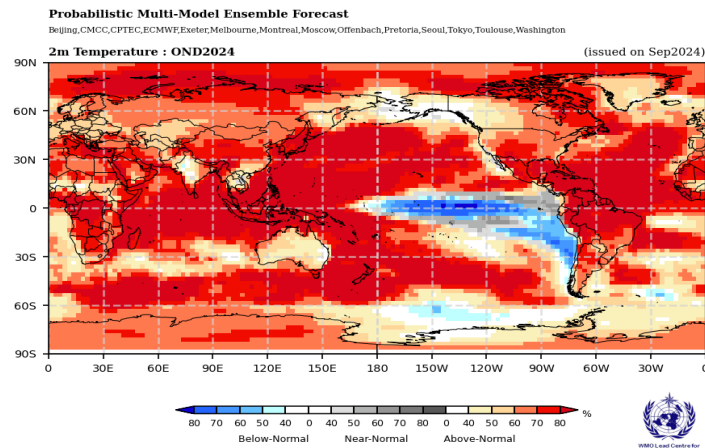 Probabilistic Multi-Model Ensemble Forecast
Beijing,CMCC,CPTEC,ECMWF,Exeter,Melbourne,Montreal,Moscow,Offenbach,Pretoria,Seoul,Tokyo,Toulouse,Washington
2m Temperature : OND2024 (issued on Sep2024)
90N
60N
30N
0
30S
60S
90S
0 30E 60E 90E 120E 150E 180 150W 120W 90W 60W 30W 0
80 70 60 50 40 0 40 50 60 70 80 0 40 50 60 70 80 %
Below-Normal Near-Normal Above-Normal
WMO Lead Centre for